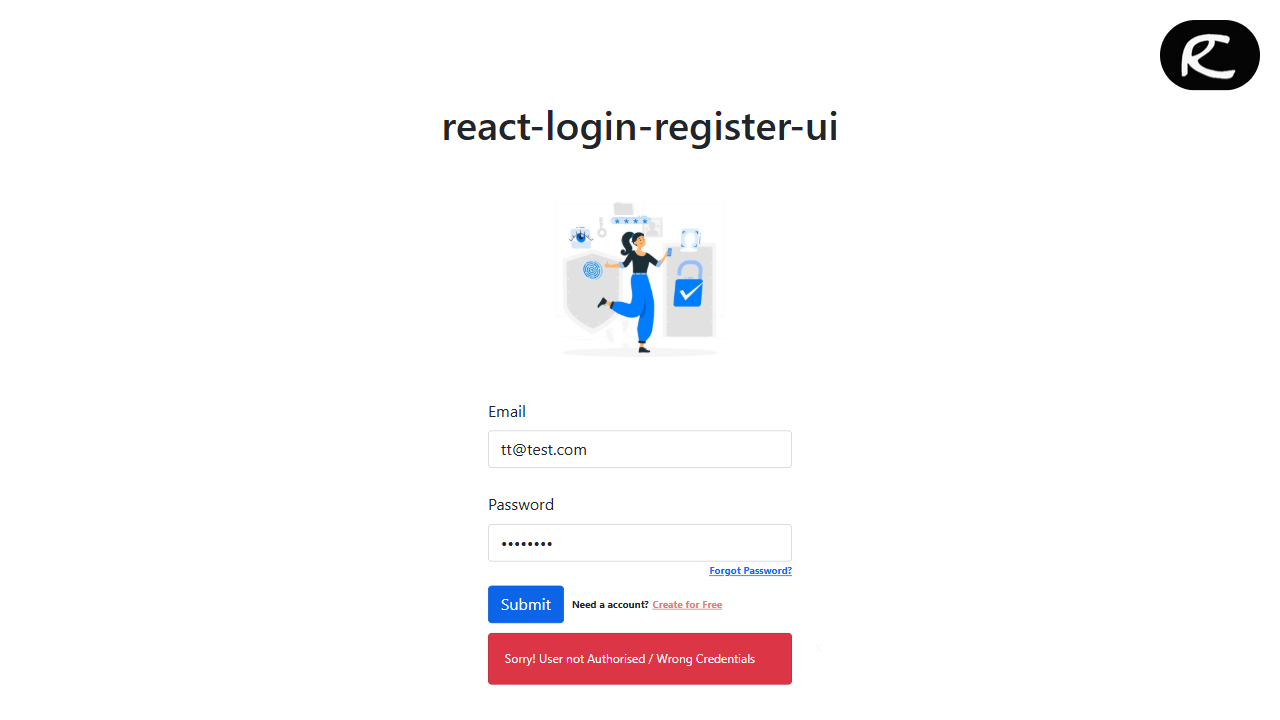 RC
react-login-register-ui
****
Email
tt@test.com
Password
••••••••
Forgot Password?
Submit Need a account? Create for Free
Sorry! User not Authorised / Wrong Credentials
x